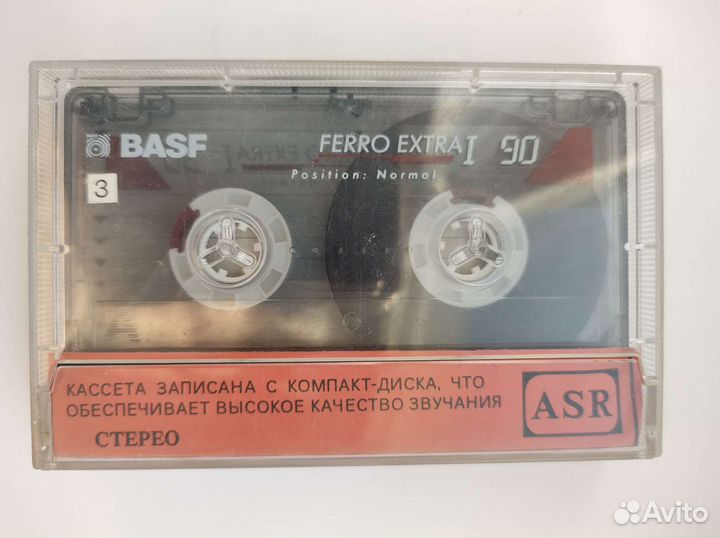 BASF
FERRO EXTRA I 90
Position: Normal
3
КАССЕТА ЗАПИСАНА С КОМПАКТ-ДИСКА, ЧТО
ОБЕСПЕЧИВАЕТ ВЫСОКОЕ КАЧЕСТВО ЗВУЧАНИЯ
СТЕРЕО
ASR
Avito